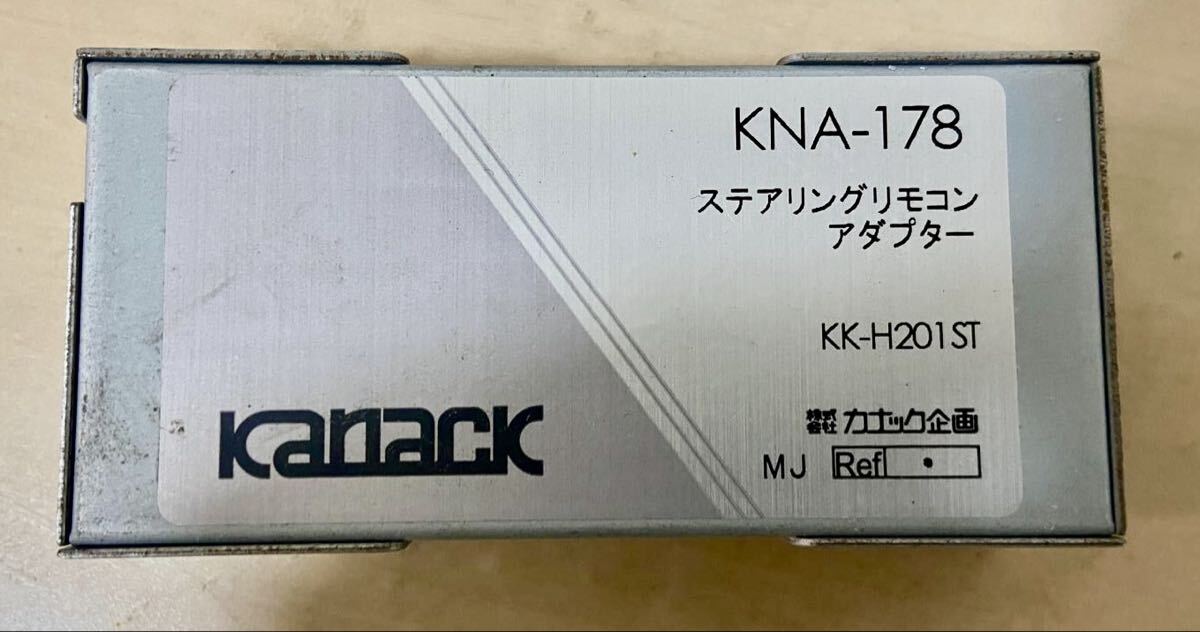 KNA-178
ステアリングリモコン
アダプター
KK-H201ST
kanack
株式会社 カナック企画
MJ Ref •